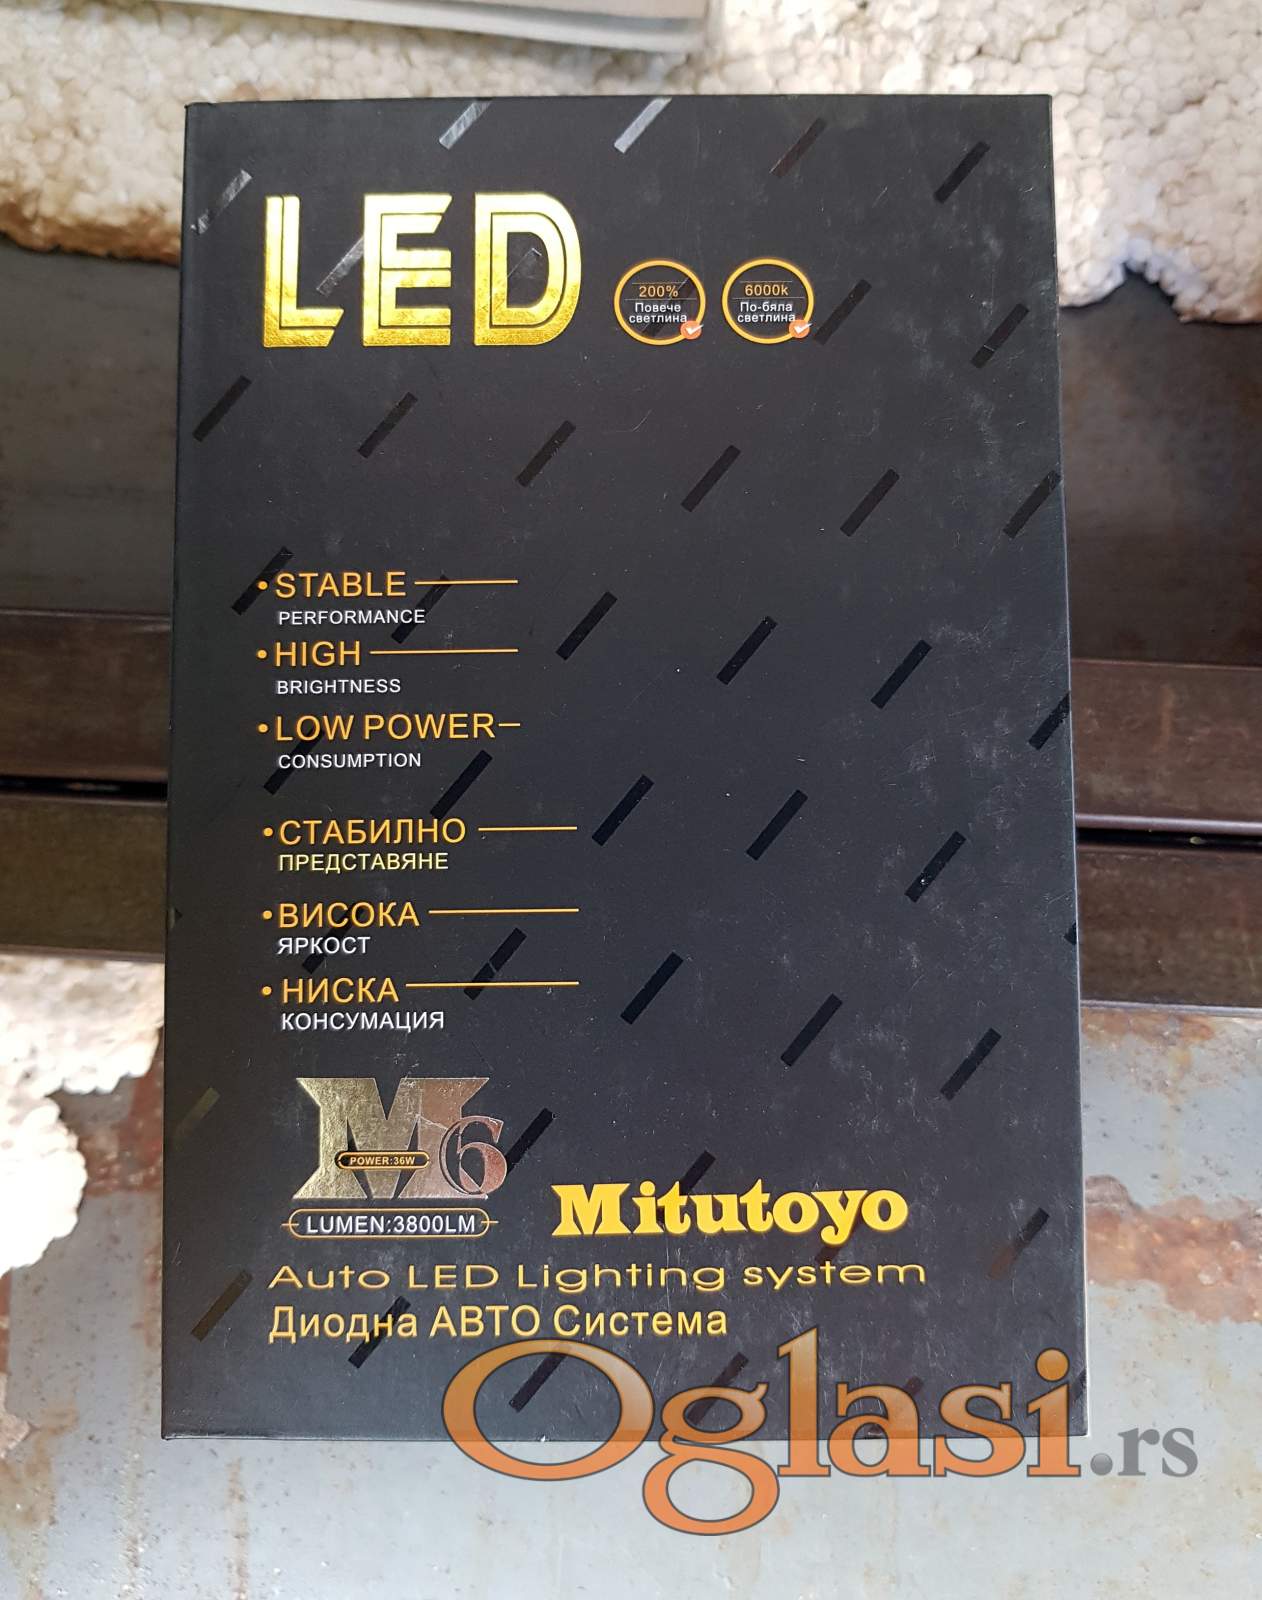 LED
200%
Повече
светлина
6000k
По-бяла
светлина
• STABLE
PERFORMANCE
• HIGH
BRIGHTNESS
• LOW POWER
CONSUMPTION
• СТАБИЛНО
ПРЕДСТАВЯНЕ
• ВИСОКА
ЯРКОСТ
• НИСКА
КОНСУМАЦИЯ
M6
POWER:36W
LUMEN:3800LM
Mitutoyo
Auto LED Lighting system
Диодна АВТО Система
Oglasi.rs